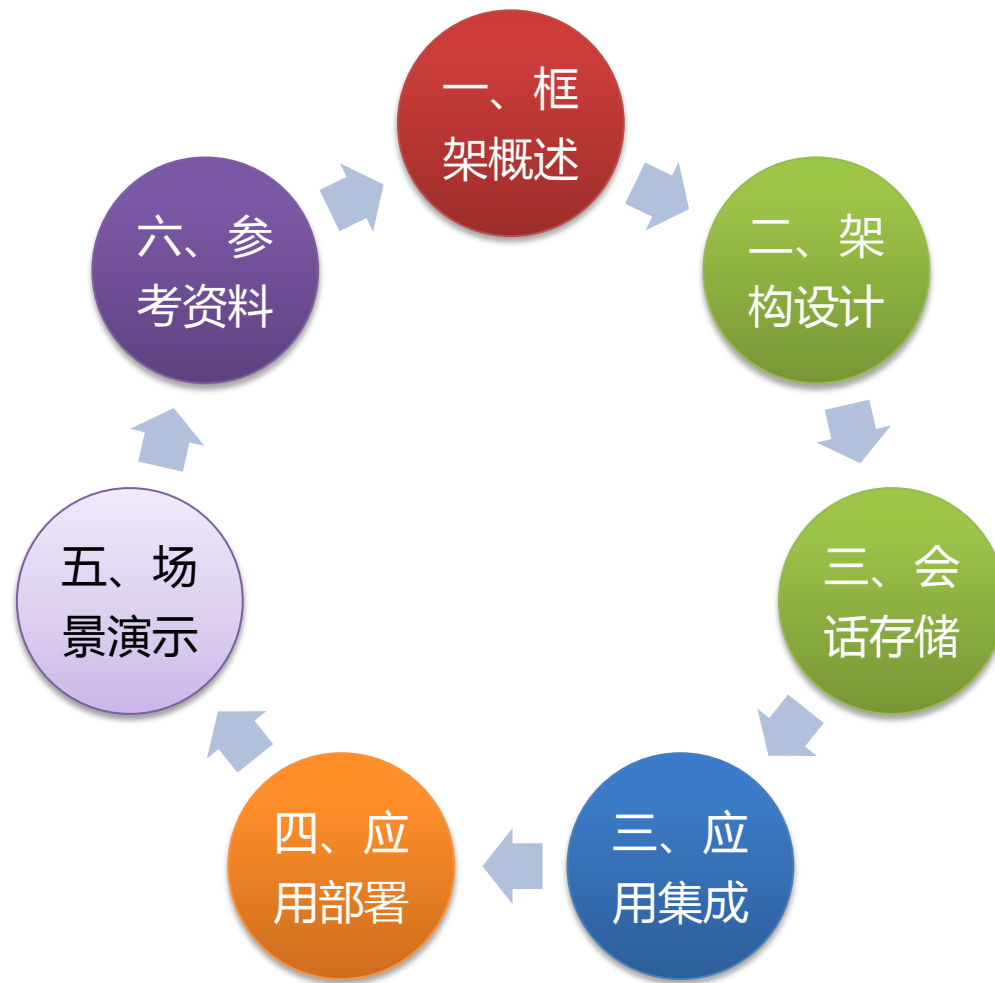 一、框
架概述
二、架
构设计
三、会
话存储
三、应
用集成
四、应
用部署
五、场
景演示
六、参
考资料